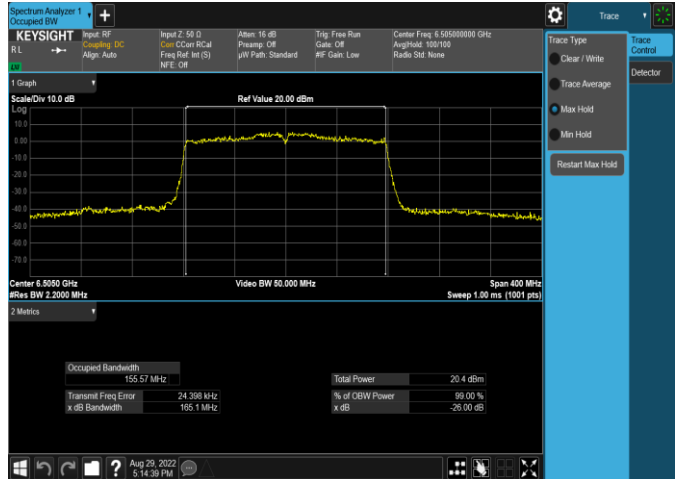 Spectrum Analyzer 1
Occupied BW
Trace
KEYSIGHT
RL
Input: RF
Coupling: DC
Align: Auto
Input Z: 50 Ω
Corr CCorr RCal
Freq Ref: Int (S)
NFE: Off
Atten: 16 dB
Preamp: Off
µW Path: Standard
Trig: Free Run
Gate: Off
#IF Gain: Low
Center Freq: 6.505000000 GHz
Avg|Hold: 100/100
Radio Std: None
Trace Type
Clear / Write
Trace Average
Max Hold
Min Hold
Restart Max Hold
Trace
Control
Detector
1 Graph
Scale/Div 10.0 dB
Ref Value 20.00 dBm
Log
10.0
0.00
-10.0
-20.0
-30.0
-40.0
-50.0
-60.0
-70.0
Center 6.5050 GHz
#Res BW 2.2000 MHz
Video BW 50.000 MHz
Span 400 MHz
Sweep 1.00 ms (1001 pts)
2 Metrics
Occupied Bandwidth
155.57 MHz
Transmit Freq Error 24.398 kHz
x dB Bandwidth 165.1 MHz
Total Power 20.4 dBm
% of OBW Power 99.00 %
x dB -26.00 dB
Aug 29, 2022
5:14:39 PM